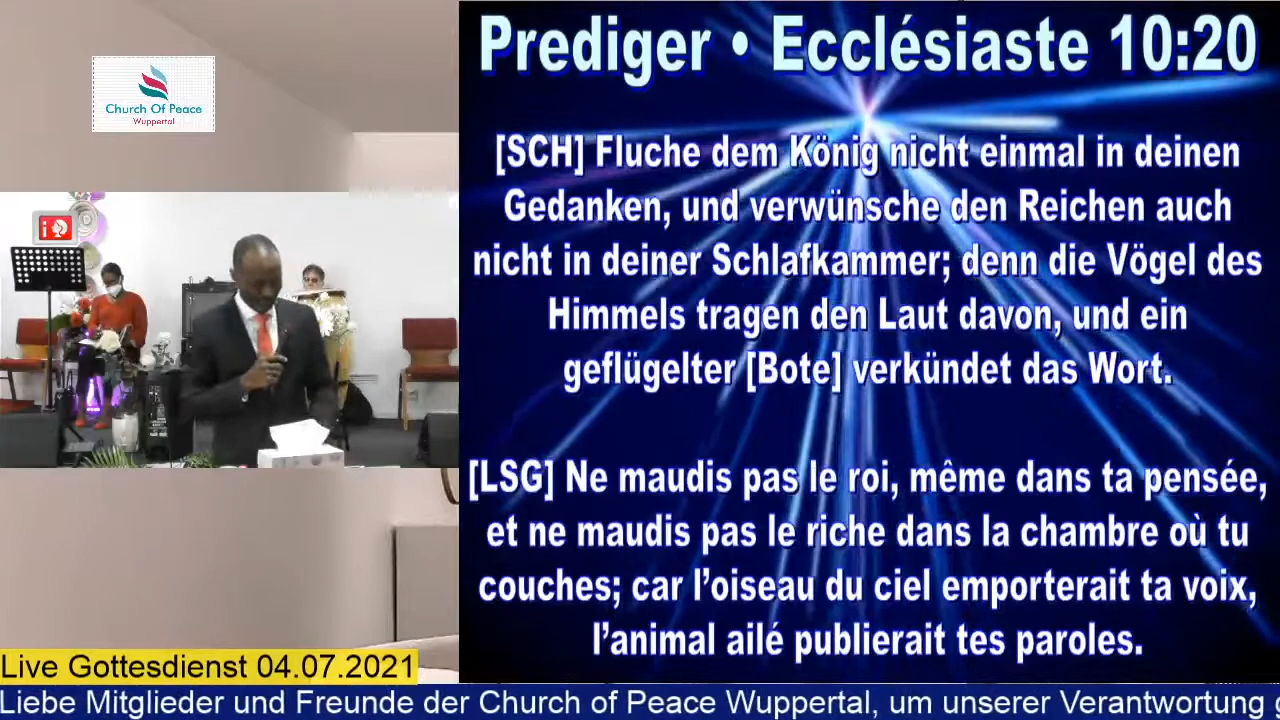 Church Of Peace
Wuppertal
Prediger • Ecclésiaste 10:20
[SCH] Fluche dem König nicht einmal in deinen
Gedanken, und verwünsche den Reichen auch
nicht in deiner Schlafkammer; denn die Vögel des
Himmels tragen den Laut davon, und ein
geflügelter [Bote] verkündet das Wort.
[LSG] Ne maudis pas le roi, même dans ta pensée,
et ne maudis pas le riche dans la chambre où tu
couches; car l’oiseau du ciel emporterait ta voix,
l’animal ailé publierait tes paroles.
Live Gottesdienst 04.07.2021
Liebe Mitglieder und Freunde der Church of Peace Wuppertal, um unserer Verantwortung